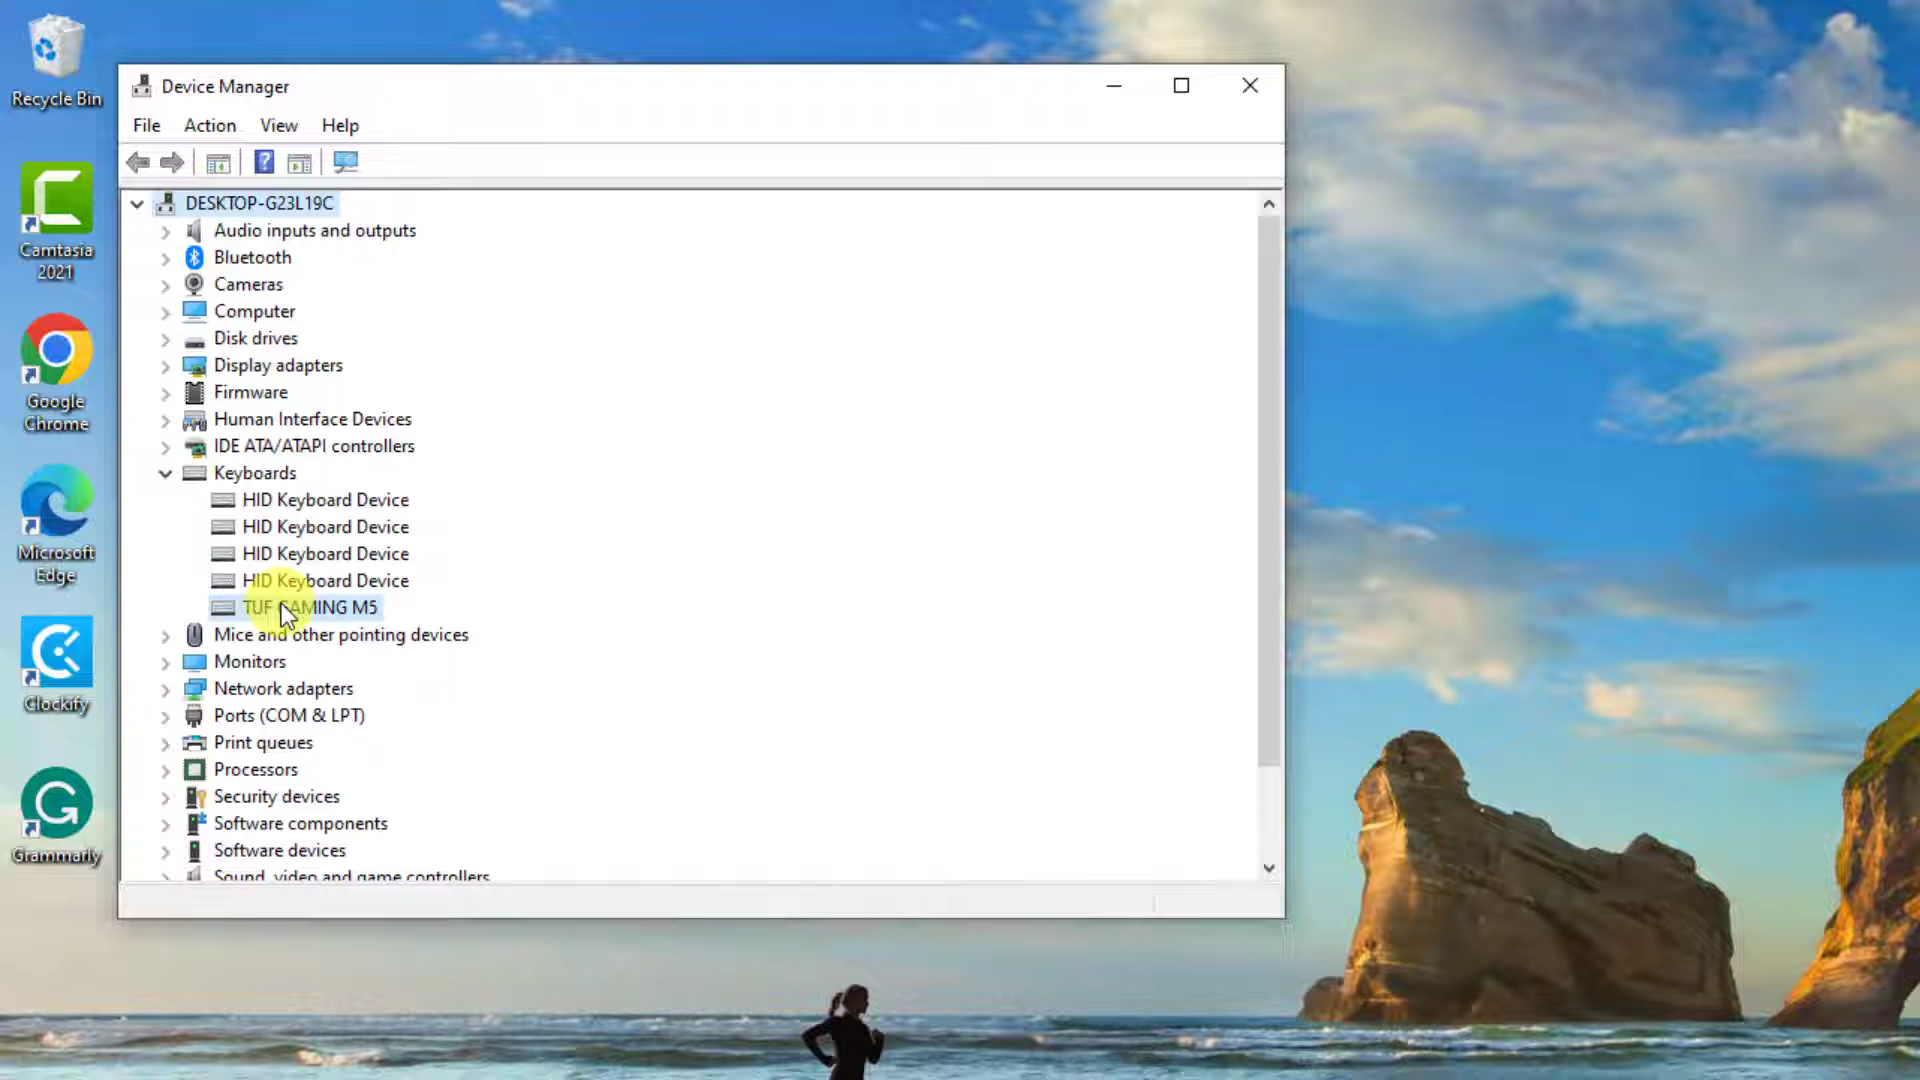 Recycle Bin
Camtasia
2021
Google
Chrome
Microsoft
Edge
Clockify
Grammarly
Device Manager
File Action View Help
DESKTOP-G23L19C
Audio inputs and outputs
Bluetooth
Cameras
Computer
Disk drives
Display adapters
Firmware
Human Interface Devices
IDE ATA/ATAPI controllers
Keyboards
HID Keyboard Device
HID Keyboard Device
HID Keyboard Device
HID Keyboard Device
TUF GAMING M5
Mice and other pointing devices
Monitors
Network adapters
Ports (COM & LPT)
Print queues
Processors
Security devices
Software components
Software devices
Sound, video and game controllers